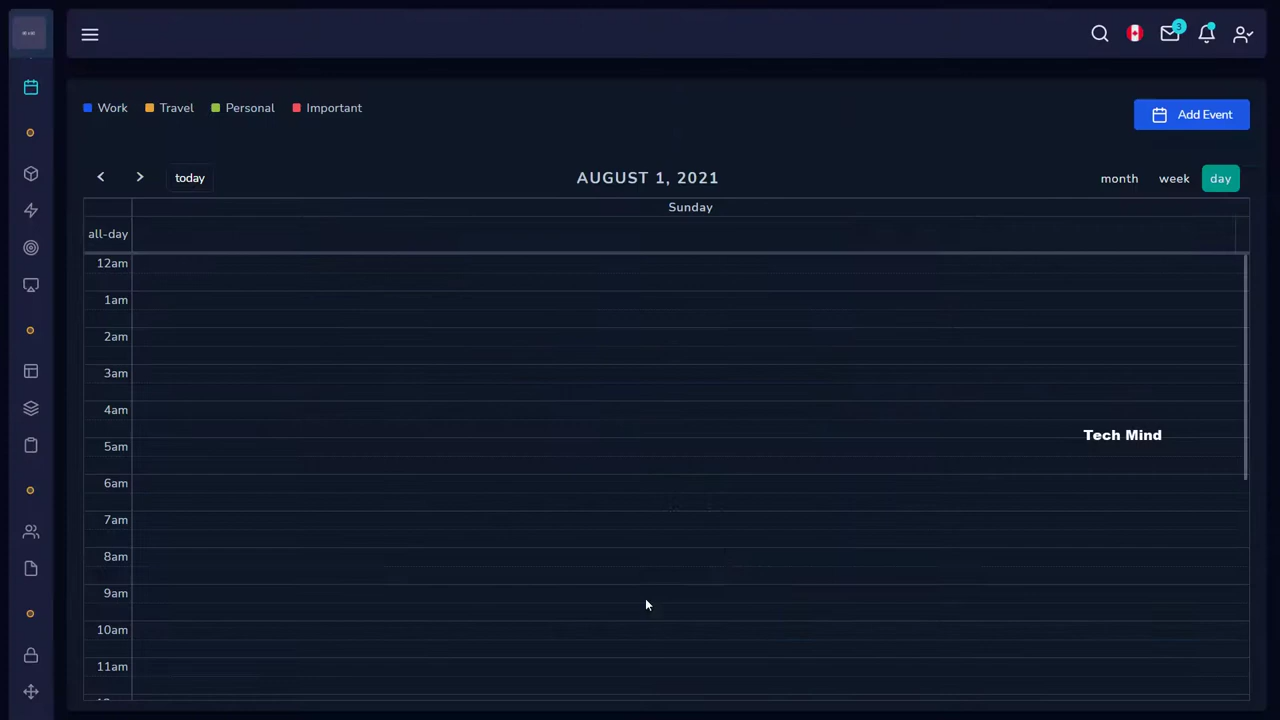 3
Work Travel Personal Important
Add Event
today
AUGUST 1, 2021
month week day
Sunday
all-day
12am
1am
2am
3am
4am
Tech Mind
5am
6am
7am
8am
9am
10am
11am